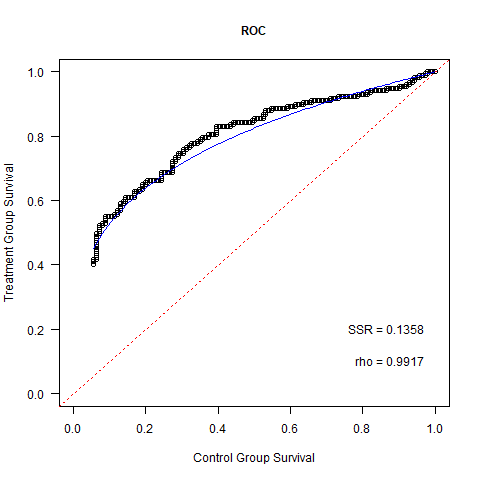 ROC
Treatment Group Survival
1.0
0.8
0.6
0.4
0.2
0.0
SSR = 0.1358
rho = 0.9917
0.0 0.2 0.4 0.6 0.8 1.0
Control Group Survival